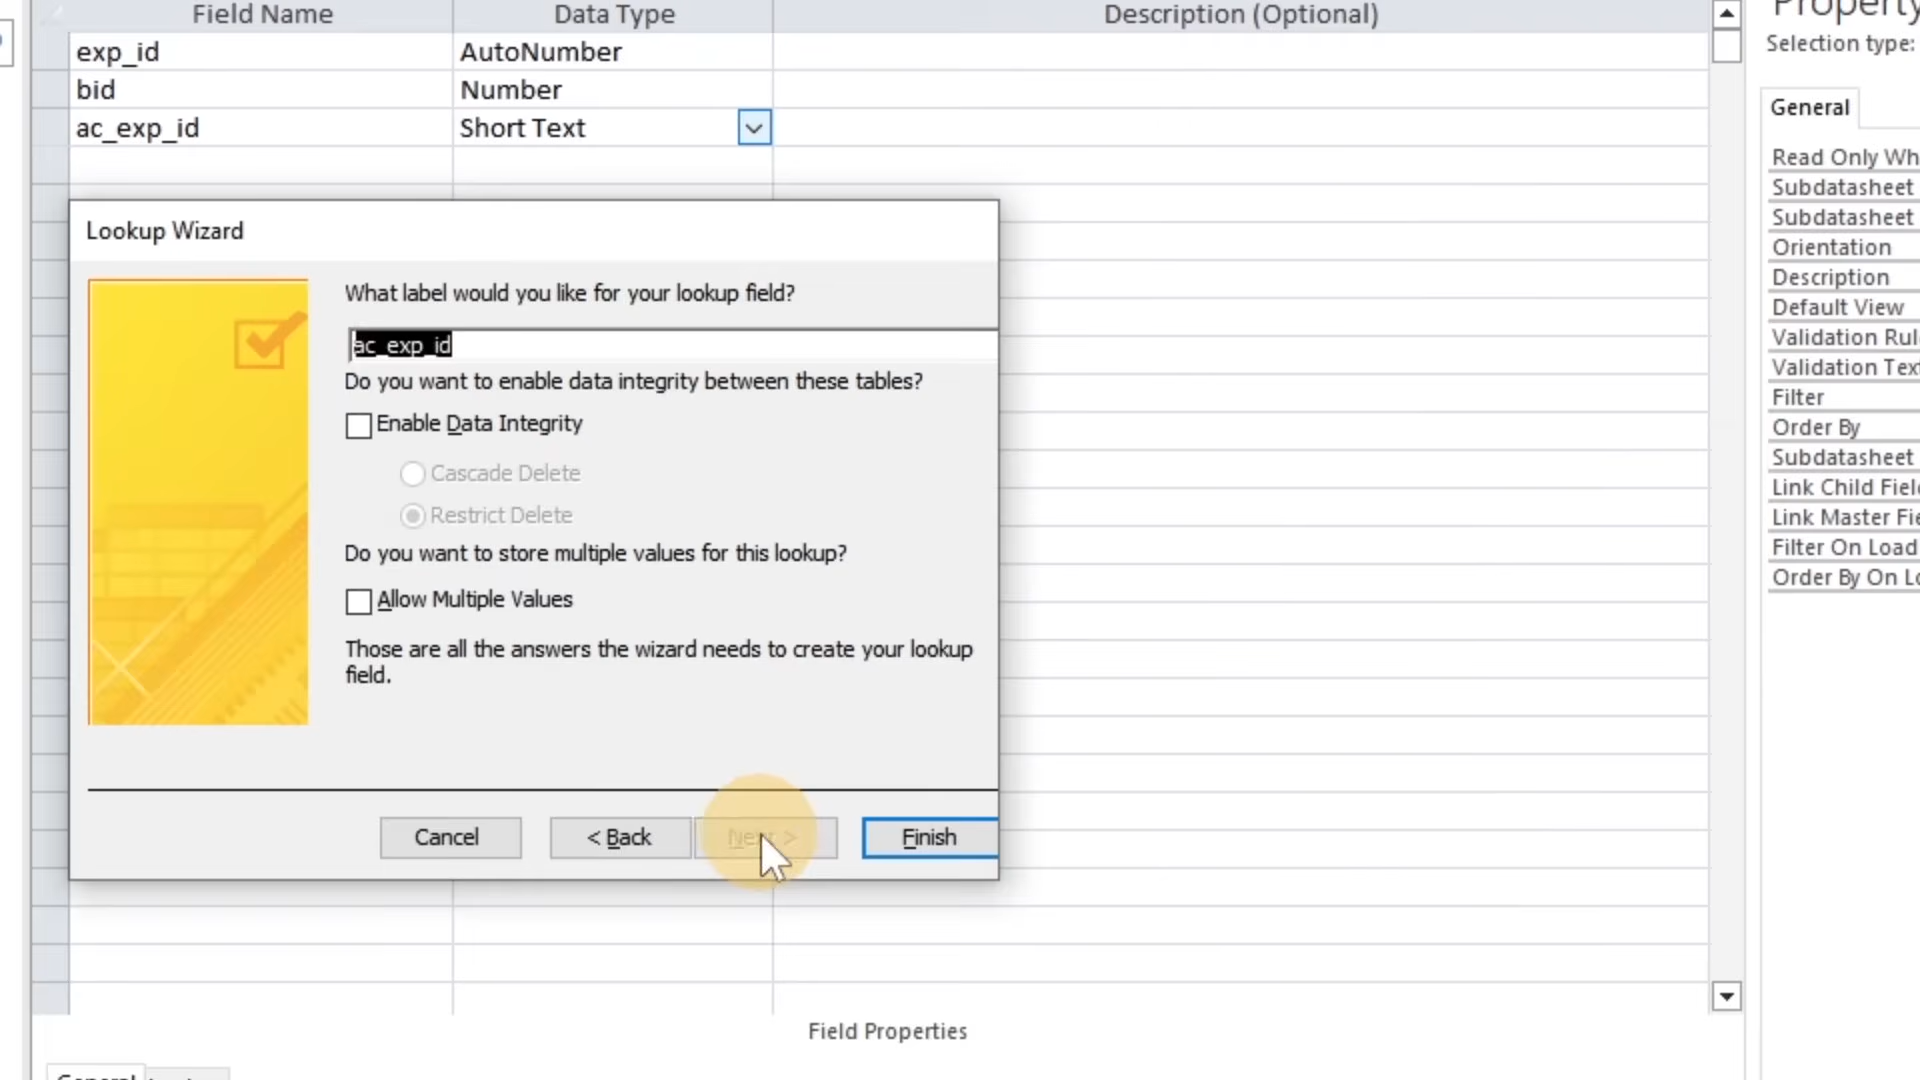 Field Name Data Type Description (Optional)
exp_id AutoNumber
bid Number
ac_exp_id Short Text
Lookup Wizard
What label would you like for your lookup field?
ac_exp_id
Do you want to enable data integrity between these tables?
Enable Data Integrity
Cascade Delete
Restrict Delete
Do you want to store multiple values for this lookup?
Allow Multiple Values
Those are all the answers the wizard needs to create your lookup
field.
Cancel < Back Next > Finish
Field Properties
General
Property
Selection type:
General
Read Only Wh
Subdatasheet
Subdatasheet
Orientation
Description
Default View
Validation Rul
Validation Text
Filter
Order By
Subdatasheet
Link Child Field
Link Master Fie
Filter On Load
Order By On Lo